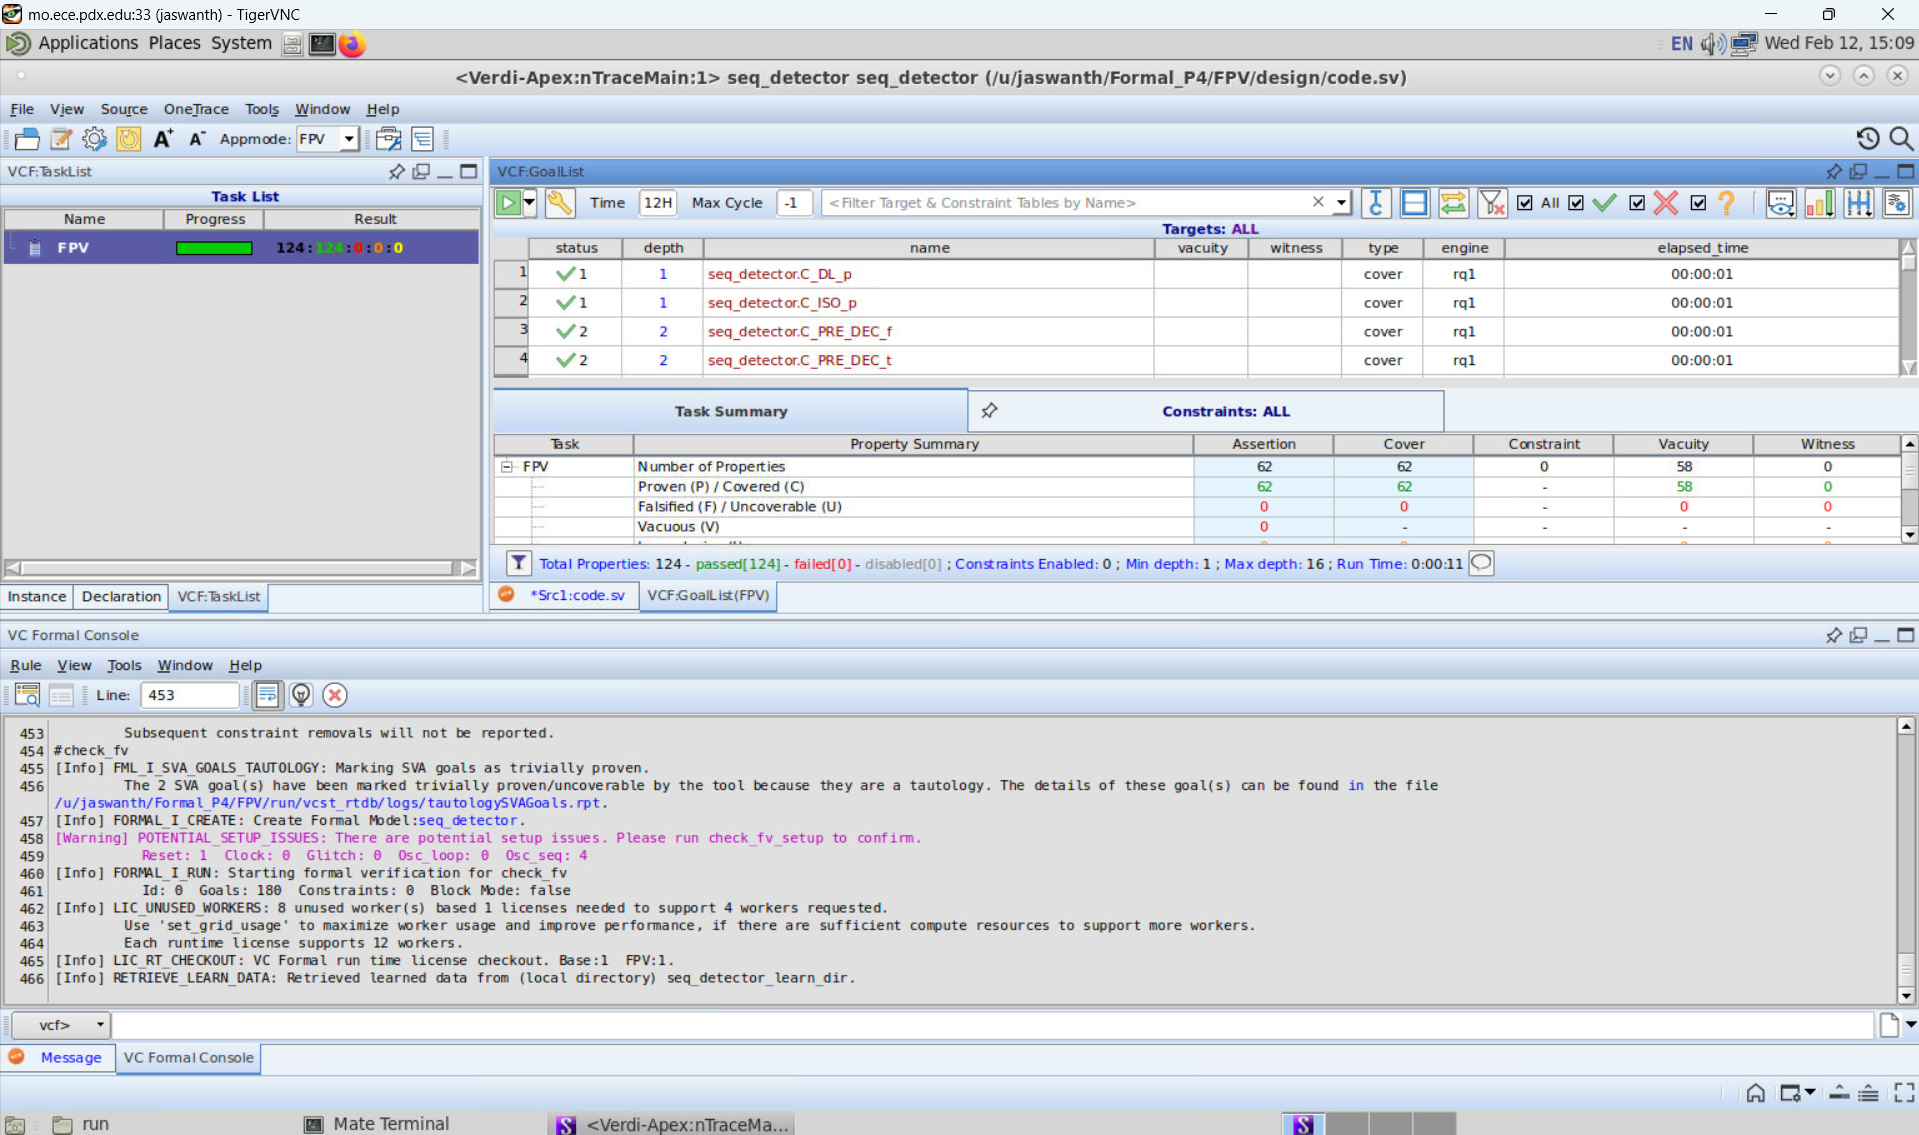 mo.ece.pdx.edu:33 (jaswanth) - TigerVNC
Applications Places System
EN Wed Feb 12, 15:09
<Verdi-Apex:nTraceMain:1> seq_detector seq_detector (/u/jaswanth/Formal_P4/FPV/design/code.sv)
File View Source OneTrace Tools Window Help
A+ A- Appmode: FPV
VCF:TaskList
Task List
Name Progress Result
FPV 124:124:0:0:0
VCF:GoalList
Time 12H Max Cycle -1 <Filter Target & Constraint Tables by Name> All
Targets: ALL
status depth name vacuity witness type engine elapsed_time
1 1 1 seq_detector.C_DL_p cover rq1 00:00:01
2 1 1 seq_detector.C_ISO_p cover rq1 00:00:01
3 2 2 seq_detector.C_PRE_DEC_f cover rq1 00:00:01
4 2 2 seq_detector.C_PRE_DEC_t cover rq1 00:00:01
Task Summary Constraints: ALL
Task Property Summary Assertion Cover Constraint Vacuity Witness
FPV Number of Properties 62 62 0 58 0
Proven (P) / Covered (C) 62 62 - 58 0
Falsified (F) / Uncoverable (U) 0 0 - 0 0
Vacuous (V) 0 - - - -
Total Properties: 124 - passed[124] - failed[0] - disabled[0] ; Constraints Enabled: 0 ; Min depth: 1 ; Max depth: 16 ; Run Time: 0:00:11
Instance Declaration VCF:TaskList
*Src1:code.sv VCF:GoalList(FPV)
VC Formal Console
Rule View Tools Window Help
Line: 453
453 Subsequent constraint removals will not be reported.
454 #check_fv
455 [Info] FML_I_SVA_GOALS_TAUTOLOGY: Marking SVA goals as trivially proven.
456 The 2 SVA goal(s) have been marked trivially proven/uncoverable by the tool because they are a tautology. The details of these goal(s) can be found in the file
/u/jaswanth/Formal_P4/FPV/run/vcst_rtdb/logs/tautologySVAGoals.rpt.
457 [Info] FORMAL_I_CREATE: Create Formal Model:seq_detector.
458 [Warning] POTENTIAL_SETUP_ISSUES: There are potential setup issues. Please run check_fv_setup to confirm.
459 Reset: 1 Clock: 0 Glitch: 0 Osc_loop: 0 Osc_seq: 4
460 [Info] FORMAL_I_RUN: Starting formal verification for check_fv
461 Id: 0 Goals: 180 Constraints: 0 Block Mode: false
462 [Info] LIC_UNUSED_WORKERS: 8 unused worker(s) based 1 licenses needed to support 4 workers requested.
463 Use 'set_grid_usage' to maximize worker usage and improve performance, if there are sufficient compute resources to support more workers.
464 Each runtime license supports 12 workers.
465 [Info] LIC_RT_CHECKOUT: VC Formal run time license checkout. Base:1 FPV:1.
466 [Info] RETRIEVE_LEARN_DATA: Retrieved learned data from (local directory) seq_detector_learn_dir.
vcf>
Message VC Formal Console
run Mate Terminal <Verdi-Apex:nTraceMa...